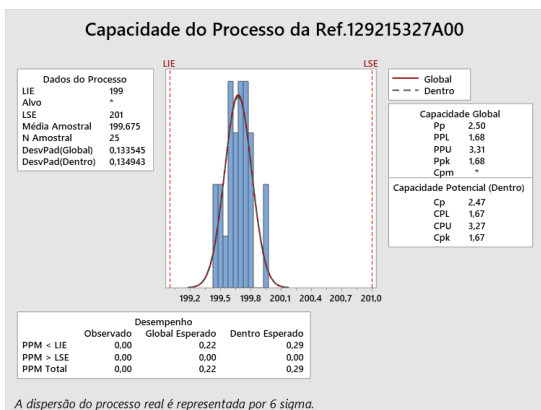 Capacidade do Processo da Ref.129215327A00
LIE
LSE
Dados do Processo
LIE 199
Alvo *
LSE 201
Média Amostral 199,675
N Amostral 25
DesvPad(Global) 0,133545
DesvPad(Dentro) 0,134943
Global
Dentro
Capacidade Global
Pp 2,50
PPL 1,68
PPU 3,31
Ppk 1,68
Cpm *
Capacidade Potencial (Dentro)
Cp 2,47
CPL 1,67
CPU 3,27
Cpk 1,67
199,2 199,5 199,8 200,1 200,4 200,7 201,0
Desempenho
Observado Global Esperado Dentro Esperado
PPM < LIE 0,00 0,22 0,29
PPM > LSE 0,00 0,00 0,00
PPM Total 0,00 0,22 0,29
A dispersão do processo real é representada por 6 sigma.